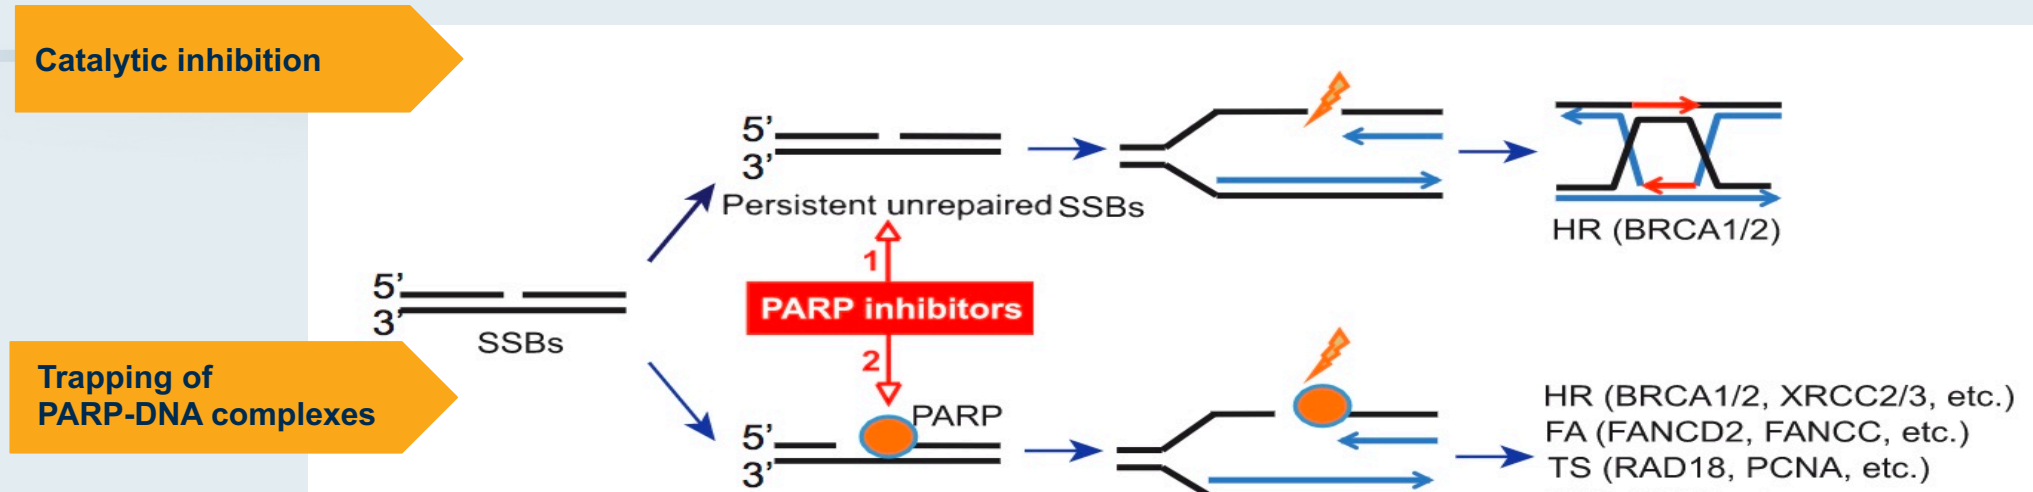 Catalytic inhibition
5’
3’
Persistent unrepaired SSBs
HR (BRCA1/2)
1
PARP inhibitors
2
5’
3’
SSBs
Trapping of
PARP-DNA complexes
PARP
5’
3’
HR (BRCA1/2, XRCC2/3, etc.)
FA (FANCD2, FANCC, etc.)
TS (RAD18, PCNA, etc.)